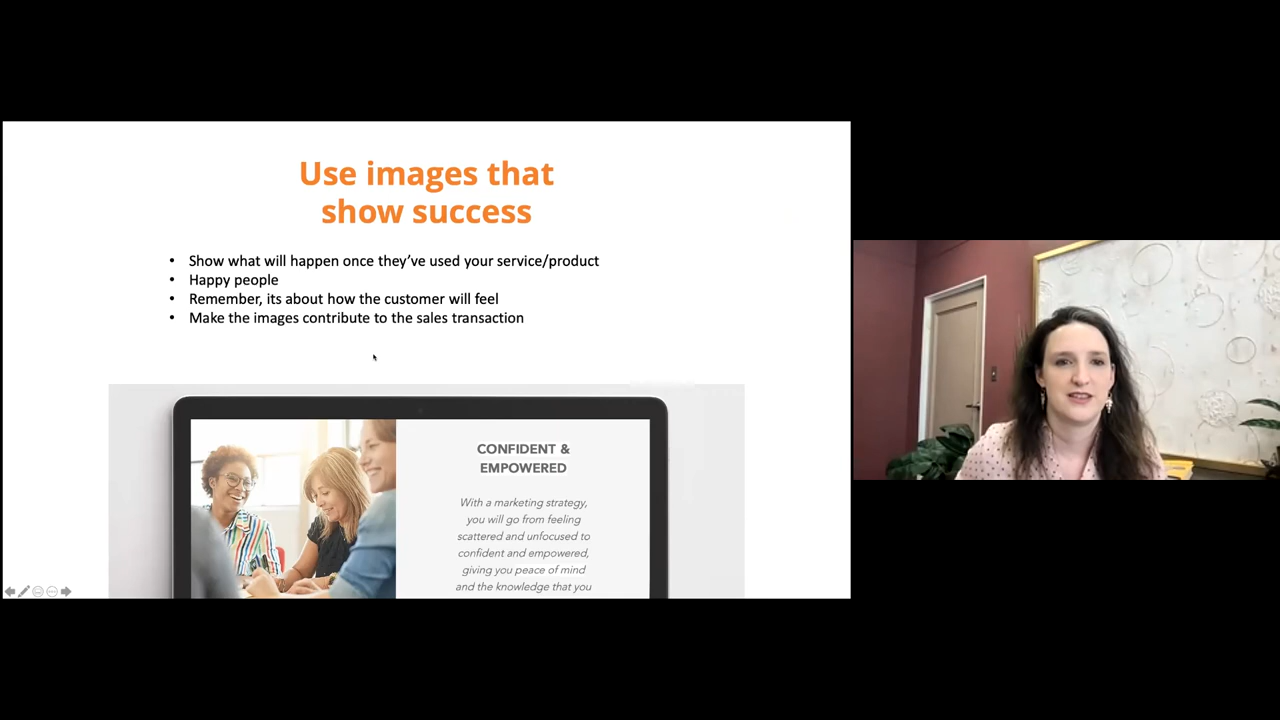 Use images that
show success
• Show what will happen once they’ve used your service/product
• Happy people
• Remember, its about how the customer will feel
• Make the images contribute to the sales transaction
CONFIDENT &
EMPOWERED
With a marketing strategy,
you will go from feeling
scattered and unfocused to
confident and empowered,
giving you peace of mind
and the knowledge that you